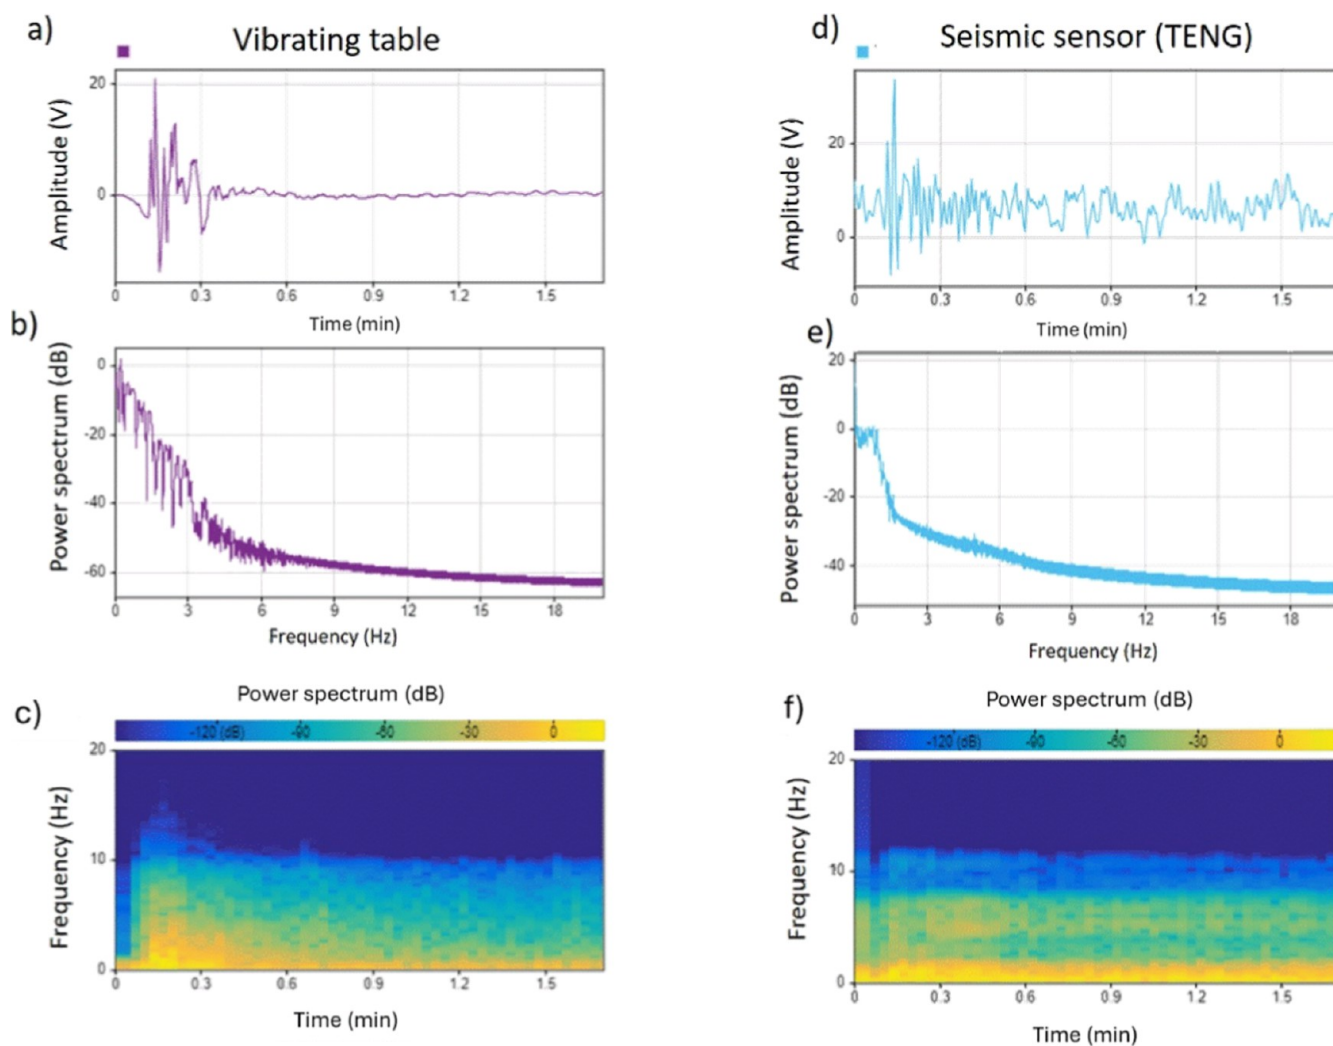 a)
Vibrating table
Amplitude (V)
20
0
0 0.3 0.6 0.9 1.2 1.5
Time (min)
b)
Power spectrum (dB)
0
-20
-40
-60
0 3 6 9 12 15 18
Frequency (Hz)
Power spectrum (dB)
c)
-120 (dB) -90 -60 -30 0
Frequency (Hz)
20
10
0
0 0.3 0.6 0.9 1.2 1.5
Time (min)
d)
Seismic sensor (TENG)
Amplitude (V)
20
0
0 0.3 0.6 0.9 1.2 1.5
Time (min)
e)
Power spectrum (dB)
20
0
-20
-40
3 6 9 12 15 18
Frequency (Hz)
Power spectrum (dB)
f)
-120 (dB) -90 -60 -30 0
Frequency (Hz)
20
10
0
0 0.3 0.6 0.9 1.2 1.5
Time (min)